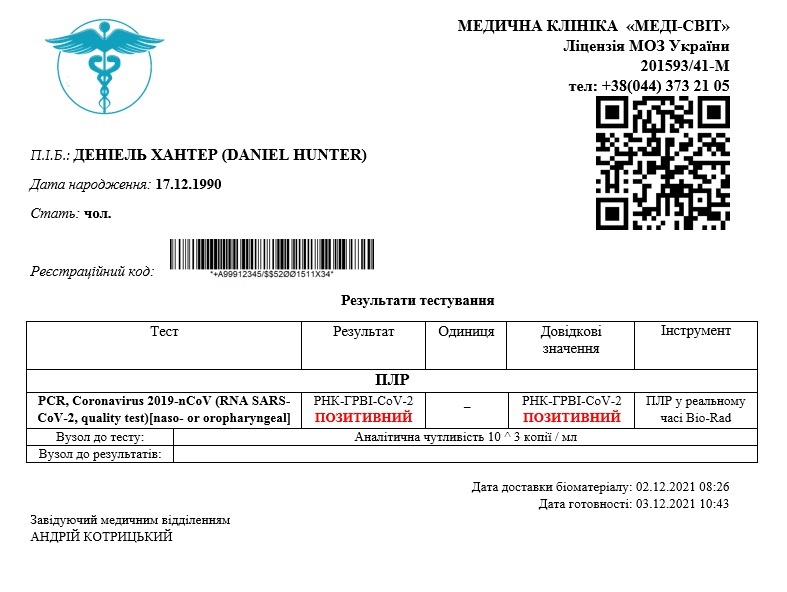 МЕДИЧНА КЛІНІКА «МЕДІ-СВІТ»
Ліцензія МОЗ України
201593/41-М
тел: +38(044) 373 21 05
П.І.Б.: ДЕНІЕЛЬ ХАНТЕР (DANIEL HUNTER)
Дата народження: 17.12.1990
Стать: чол.
Реєстраційний код:
*+A99912345/$$52ØØ1511X34*
Результати тестування
Тест Результат Одиниця Довідкові значення Інструмент
ПЛР
PCR, Coronavirus 2019-nCoV (RNA SARS- РНК-ГРВІ-CoV-2 _ РНК-ГРВІ-CoV-2 ПЛР у реальному
CoV-2, quality test)[naso- or oropharyngeal] ПОЗИТИВНИЙ ПОЗИТИВНИЙ часі Bio-Rad
Вузол до тесту: Аналітична чутливість 10 ^ 3 копії / мл
Вузол до результатів:
Дата доставки біоматеріалу: 02.12.2021 08:26
Дата готовності: 03.12.2021 10:43
Завідуючий медичним відділенням
АНДРІЙ КОТРИЦЬКИЙ